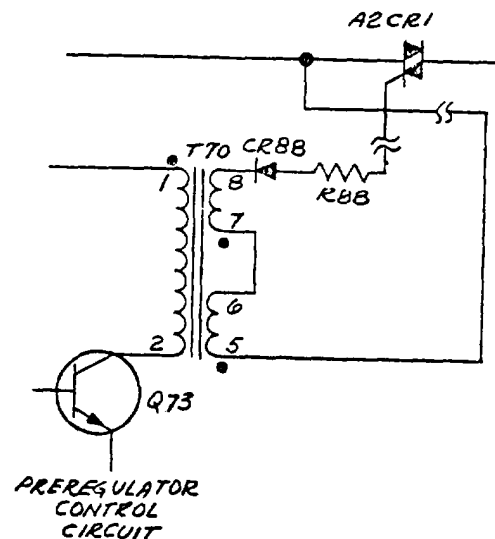 A2CR1
T70
CR88
1
8
R88
7
6
2
5
Q73
PREREGULATOR
CONTROL
CIRCUIT